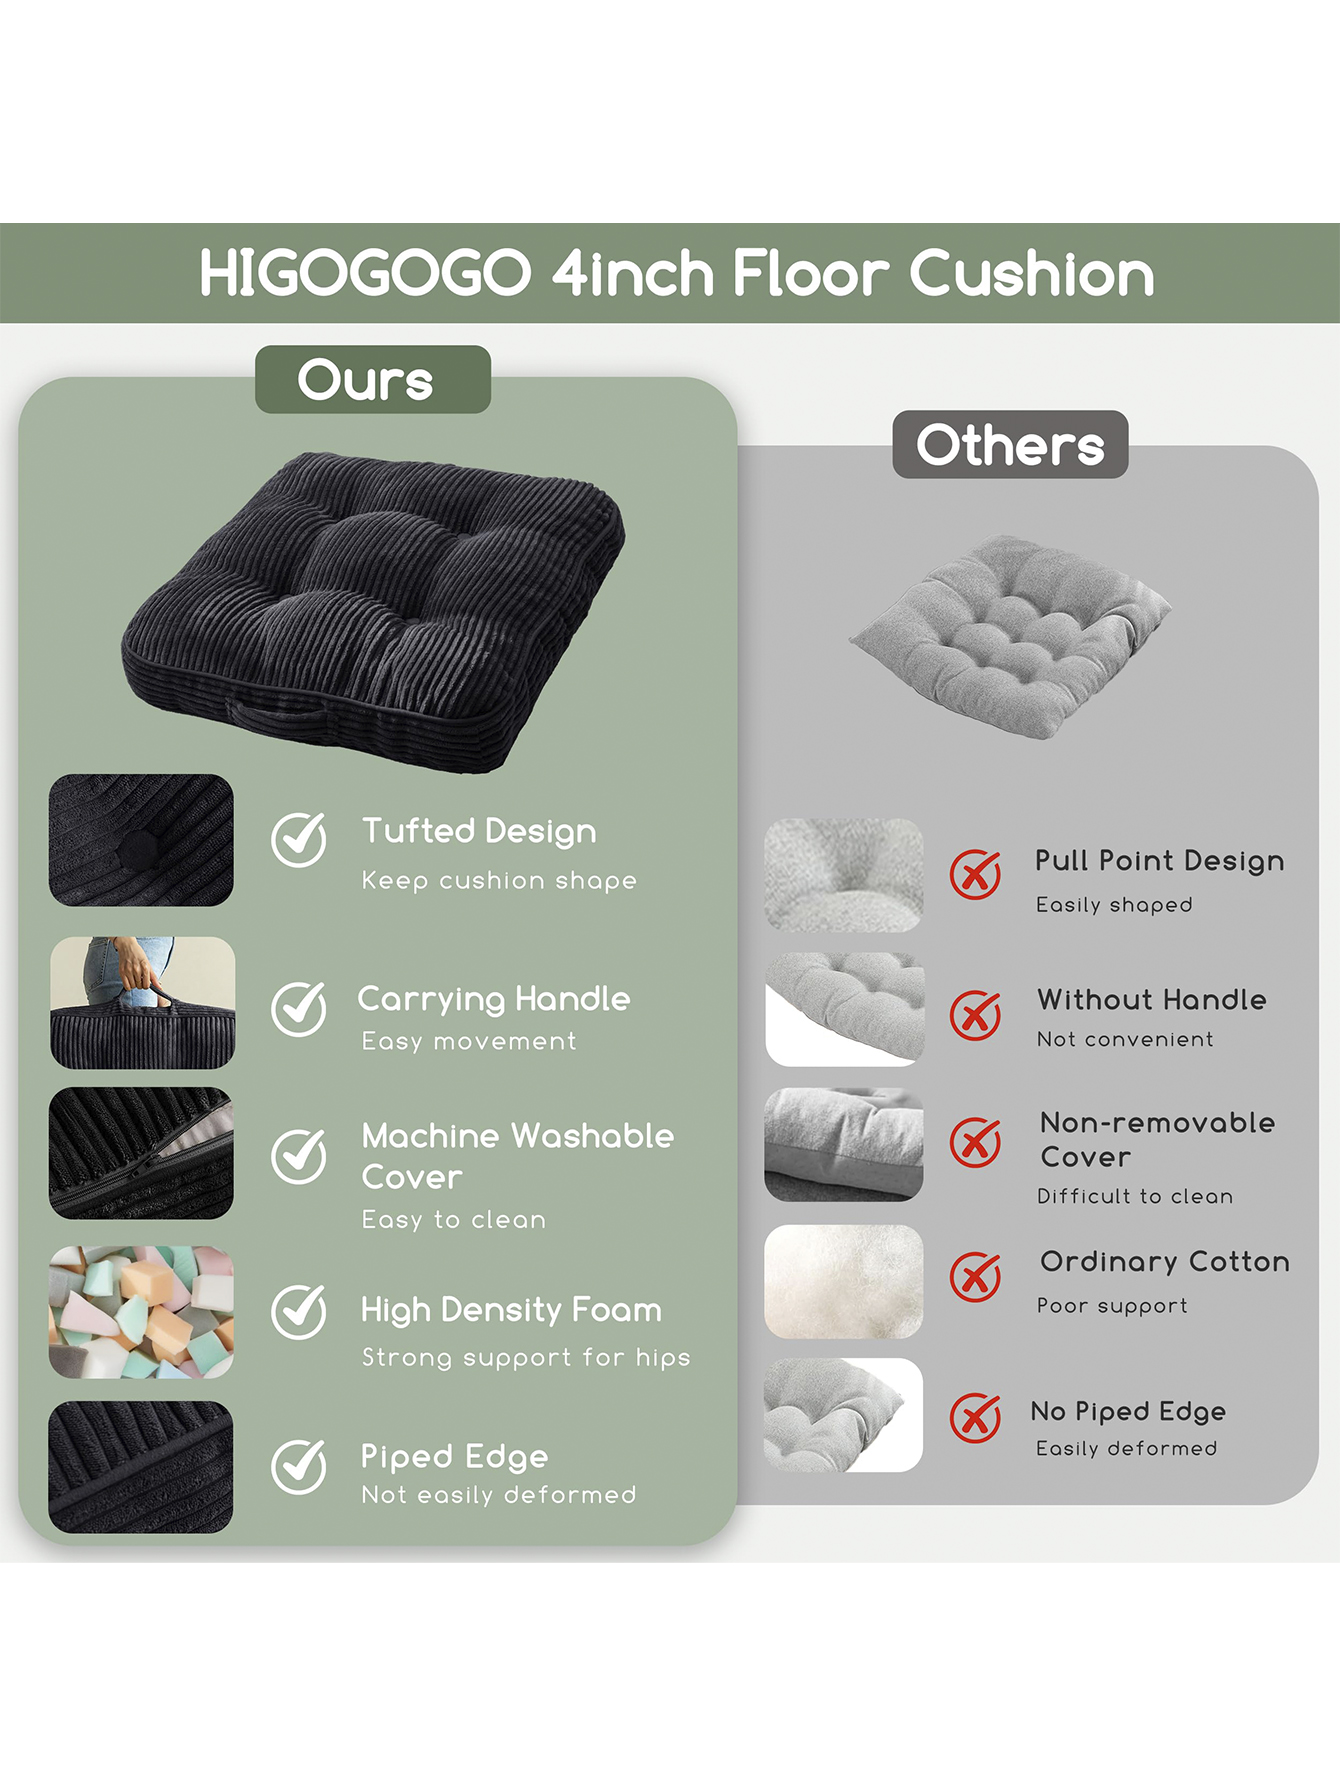 HIGOGOGO 4inch Floor Cushion
Ours
Tufted Design
Keep cushion shape
Carrying Handle
Easy movement
Machine Washable
Cover
Easy to clean
High Density Foam
Strong support for hips
Piped Edge
Not easily deformed
Others
Pull Point Design
Easily shaped
Without Handle
Not convenient
Non-removable
Cover
Difficult to clean
Ordinary Cotton
Poor support
No Piped Edge
Easily deformed